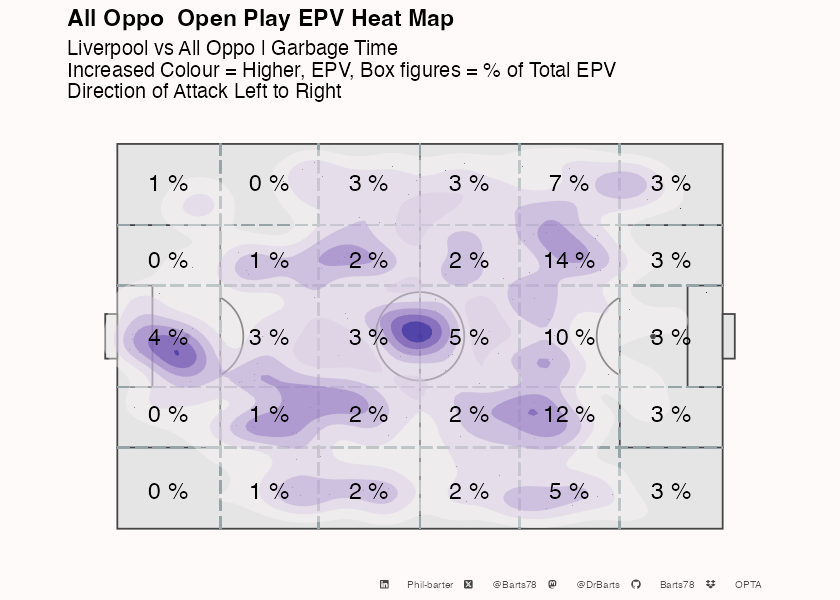 All Oppo  Open Play EPV Heat Map
Liverpool vs All Oppo | Garbage Time
Increased Colour = Higher, EPV, Box figures = % of Total EPV
Direction of Attack Left to Right
1 % 0 % 3 % 3 % 7 % 3 %
0 % 1 % 2 % 2 % 14 % 3 %
4 % 3 % 3 % 5 % 10 % 3 %
0 % 1 % 2 % 2 % 12 % 3 %
0 % 1 % 2 % 2 % 5 % 3 %
Phil-barter @Barts78 @DrBarts Barts78 OPTA